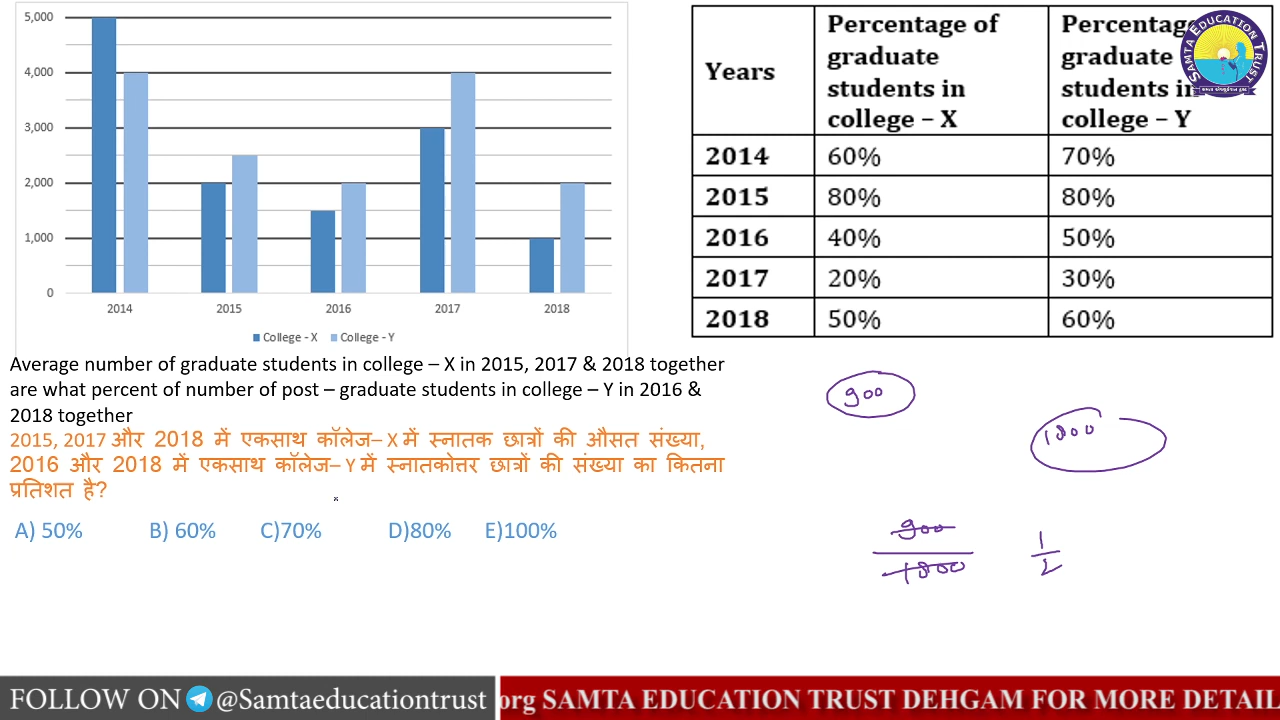 5,000
4,000
3,000
2,000
1,000
0
2014 2015 2016 2017 2018
College - X College - Y
Years Percentage of graduate students in college – X Percentag graduate students in college – Y
2014 60% 70%
2015 80% 80%
2016 40% 50%
2017 20% 30%
2018 50% 60%
SAMTA EDUCATION TRUST
Average number of graduate students in college – X in 2015, 2017 & 2018 together
are what percent of number of post – graduate students in college – Y in 2016 &
2018 together
2015, 2017 और 2018 में एकसाथ कॉलेज– X में स्नातक छात्रों की औसत संख्या,
2016 और 2018 में एकसाथ कॉलेज– Y में स्नातकोत्तर छात्रों की संख्या का कितना
प्रतिशत है?
A) 50% B) 60% C)70% D)80% E)100%
900
1800
900
1800
1
2
FOLLOW ON @Samtaeducationtrust
org SAMTA EDUCATION TRUST DEHGAM FOR MORE DETAIL